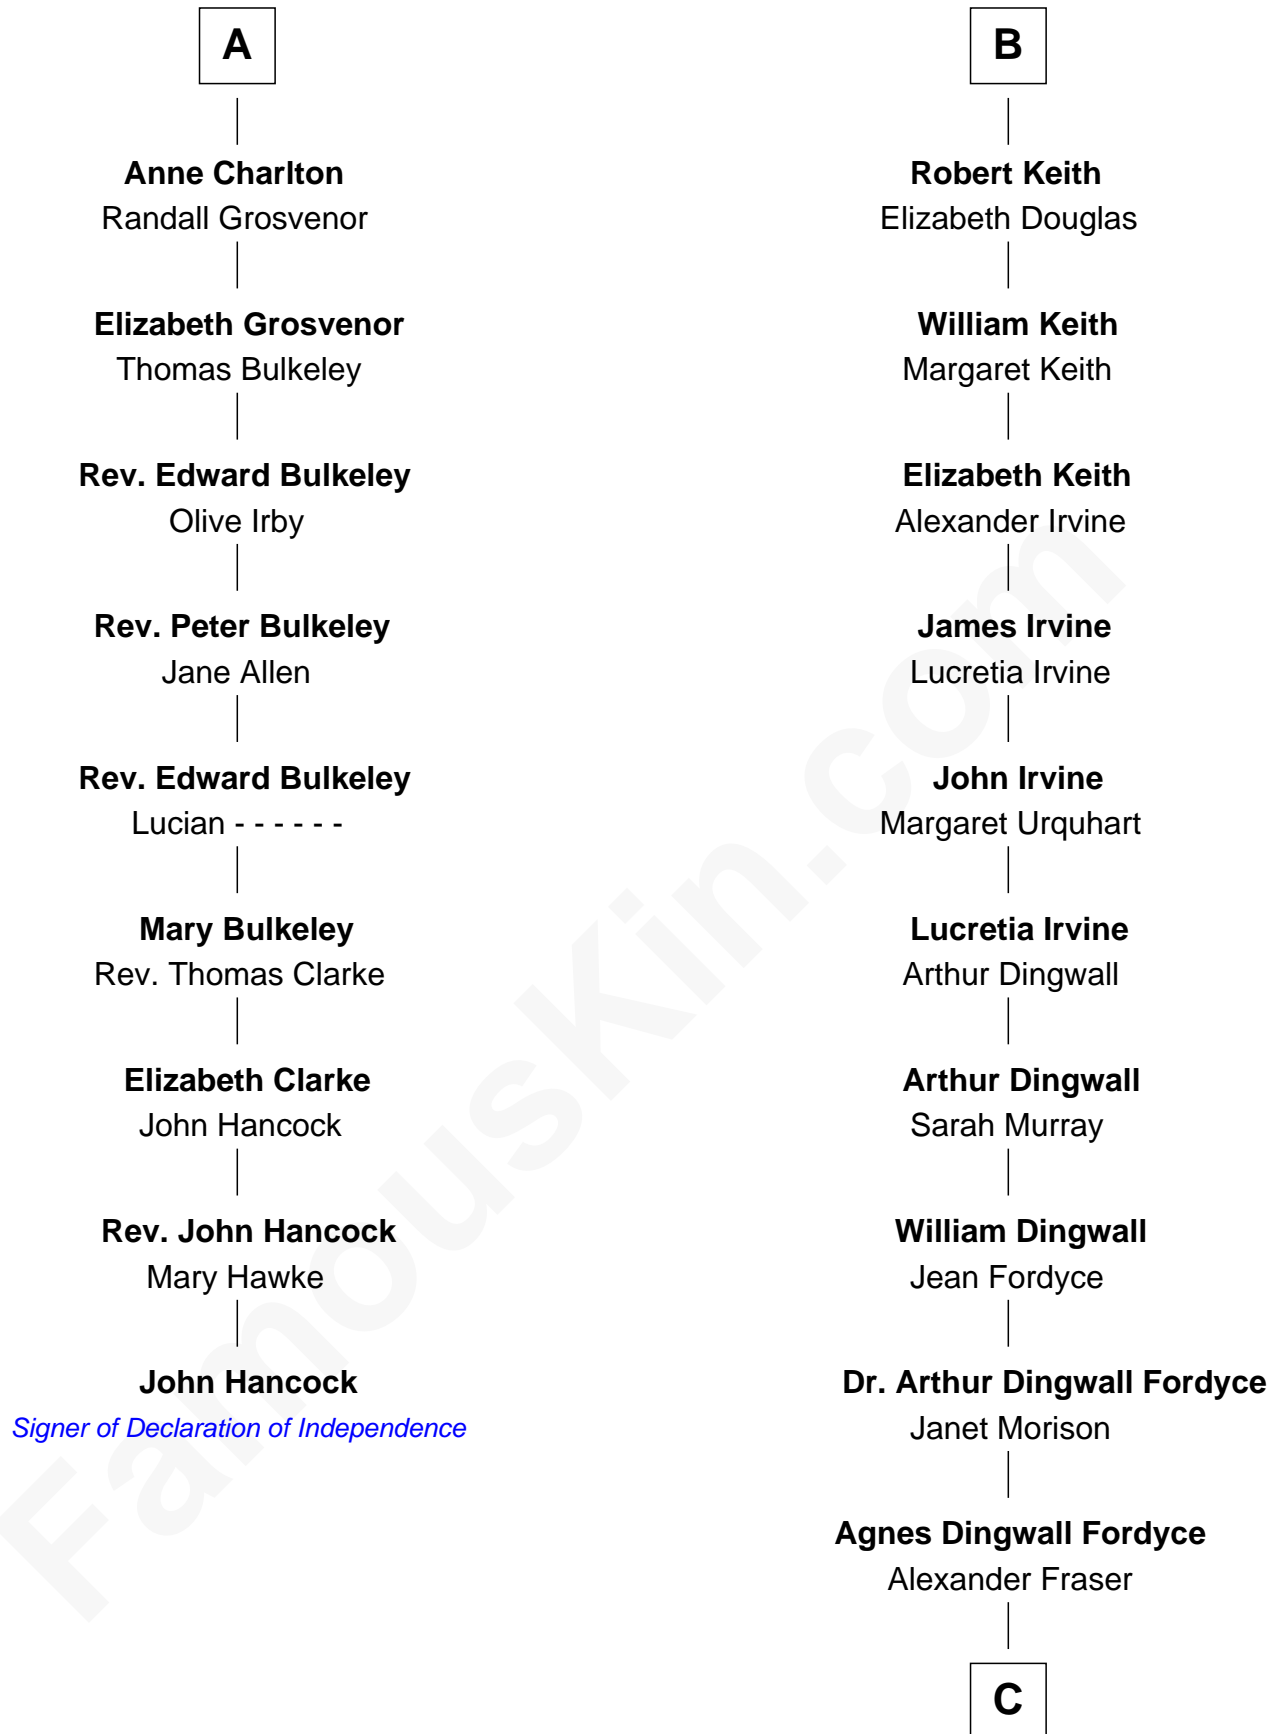 A
Anne Charlton
Randall Grosvenor
Elizabeth Grosvenor
Thomas Bulkeley
Rev. Edward Bulkeley
Olive Irby
Rev. Peter Bulkeley
Jane Allen
Rev. Edward Bulkeley
Lucian - - - - - -
Mary Bulkeley
Rev. Thomas Clarke
Elizabeth Clarke
John Hancock
Rev. John Hancock
Mary Hawke
John Hancock
Signer of Declaration of Independence
B
Robert Keith
Elizabeth Douglas
William Keith
Margaret Keith
Elizabeth Keith
Alexander Irvine
James Irvine
Lucretia Irvine
John Irvine
Margaret Urquhart
Lucretia Irvine
Arthur Dingwall
Arthur Dingwall
Sarah Murray
William Dingwall
Jean Fordyce
Dr. Arthur Dingwall Fordyce
Janet Morison
Agnes Dingwall Fordyce
Alexander Fraser
C
FamousKin.com